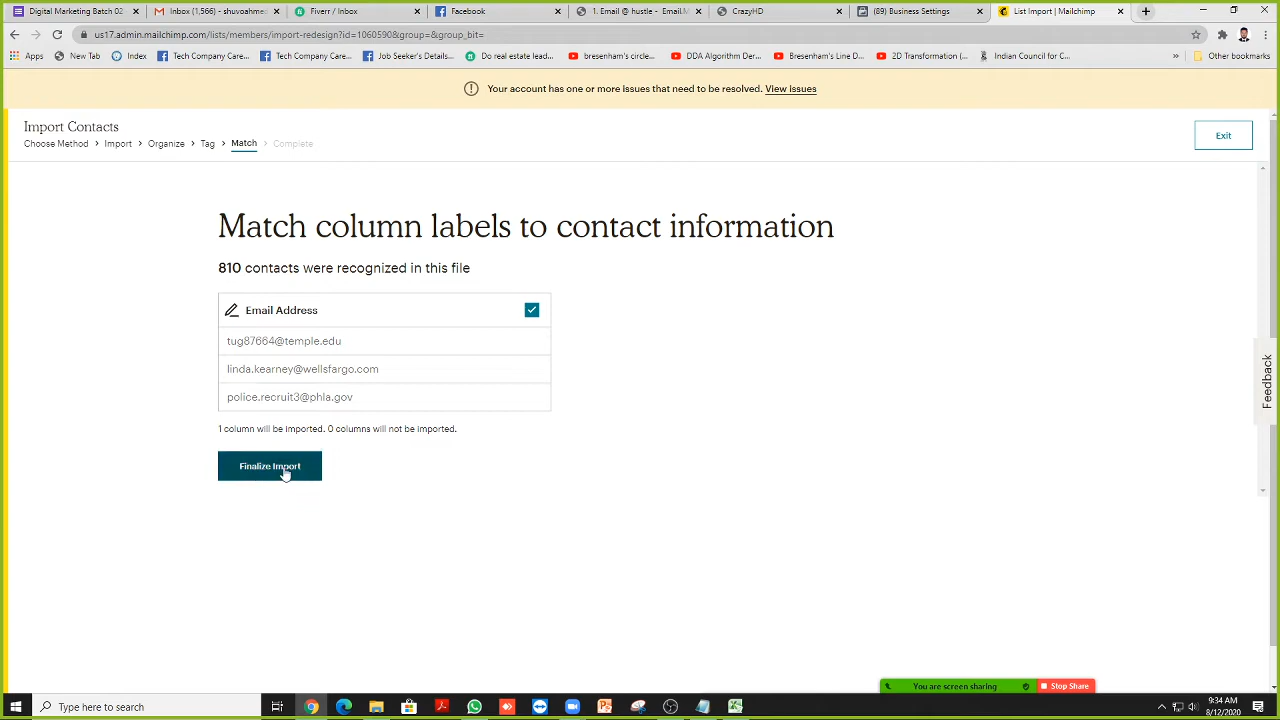 Digital Marketing Batch 02
Inbox (1,566) - shuvoahme
Fiverr / Inbox
Facebook
1. Email @ hustle - Email.M
CrazyHD
(89) Business Settings
List Import | Mailchimp
us17.admin.mailchimp.com/lists/members/import-redesign?id=1060590&group=&group_bit=
Apps
New Tab
Index
Tech Company Care...
Tech Company Care...
Job Seeker's Details...
Do real estate lead...
bresenham's circle...
DDA Algorithm Der...
Bresenham's Line D...
2D Transformation (...
Indian Council for C...
»
Other bookmarks
Your account has one or more issues that need to be resolved. View issues
Import Contacts
Choose Method > Import > Organize > Tag > Match > Complete
Exit
Match column labels to contact information
810 contacts were recognized in this file
Email Address
tug87664@temple.edu
linda.kearney@wellsfargo.com
police.recruit3@phla.gov
1 column will be imported. 0 columns will not be imported.
Finalize Import
Feedback
You are screen sharing
Stop Share
Type here to search
9:34 AM
8/12/2020